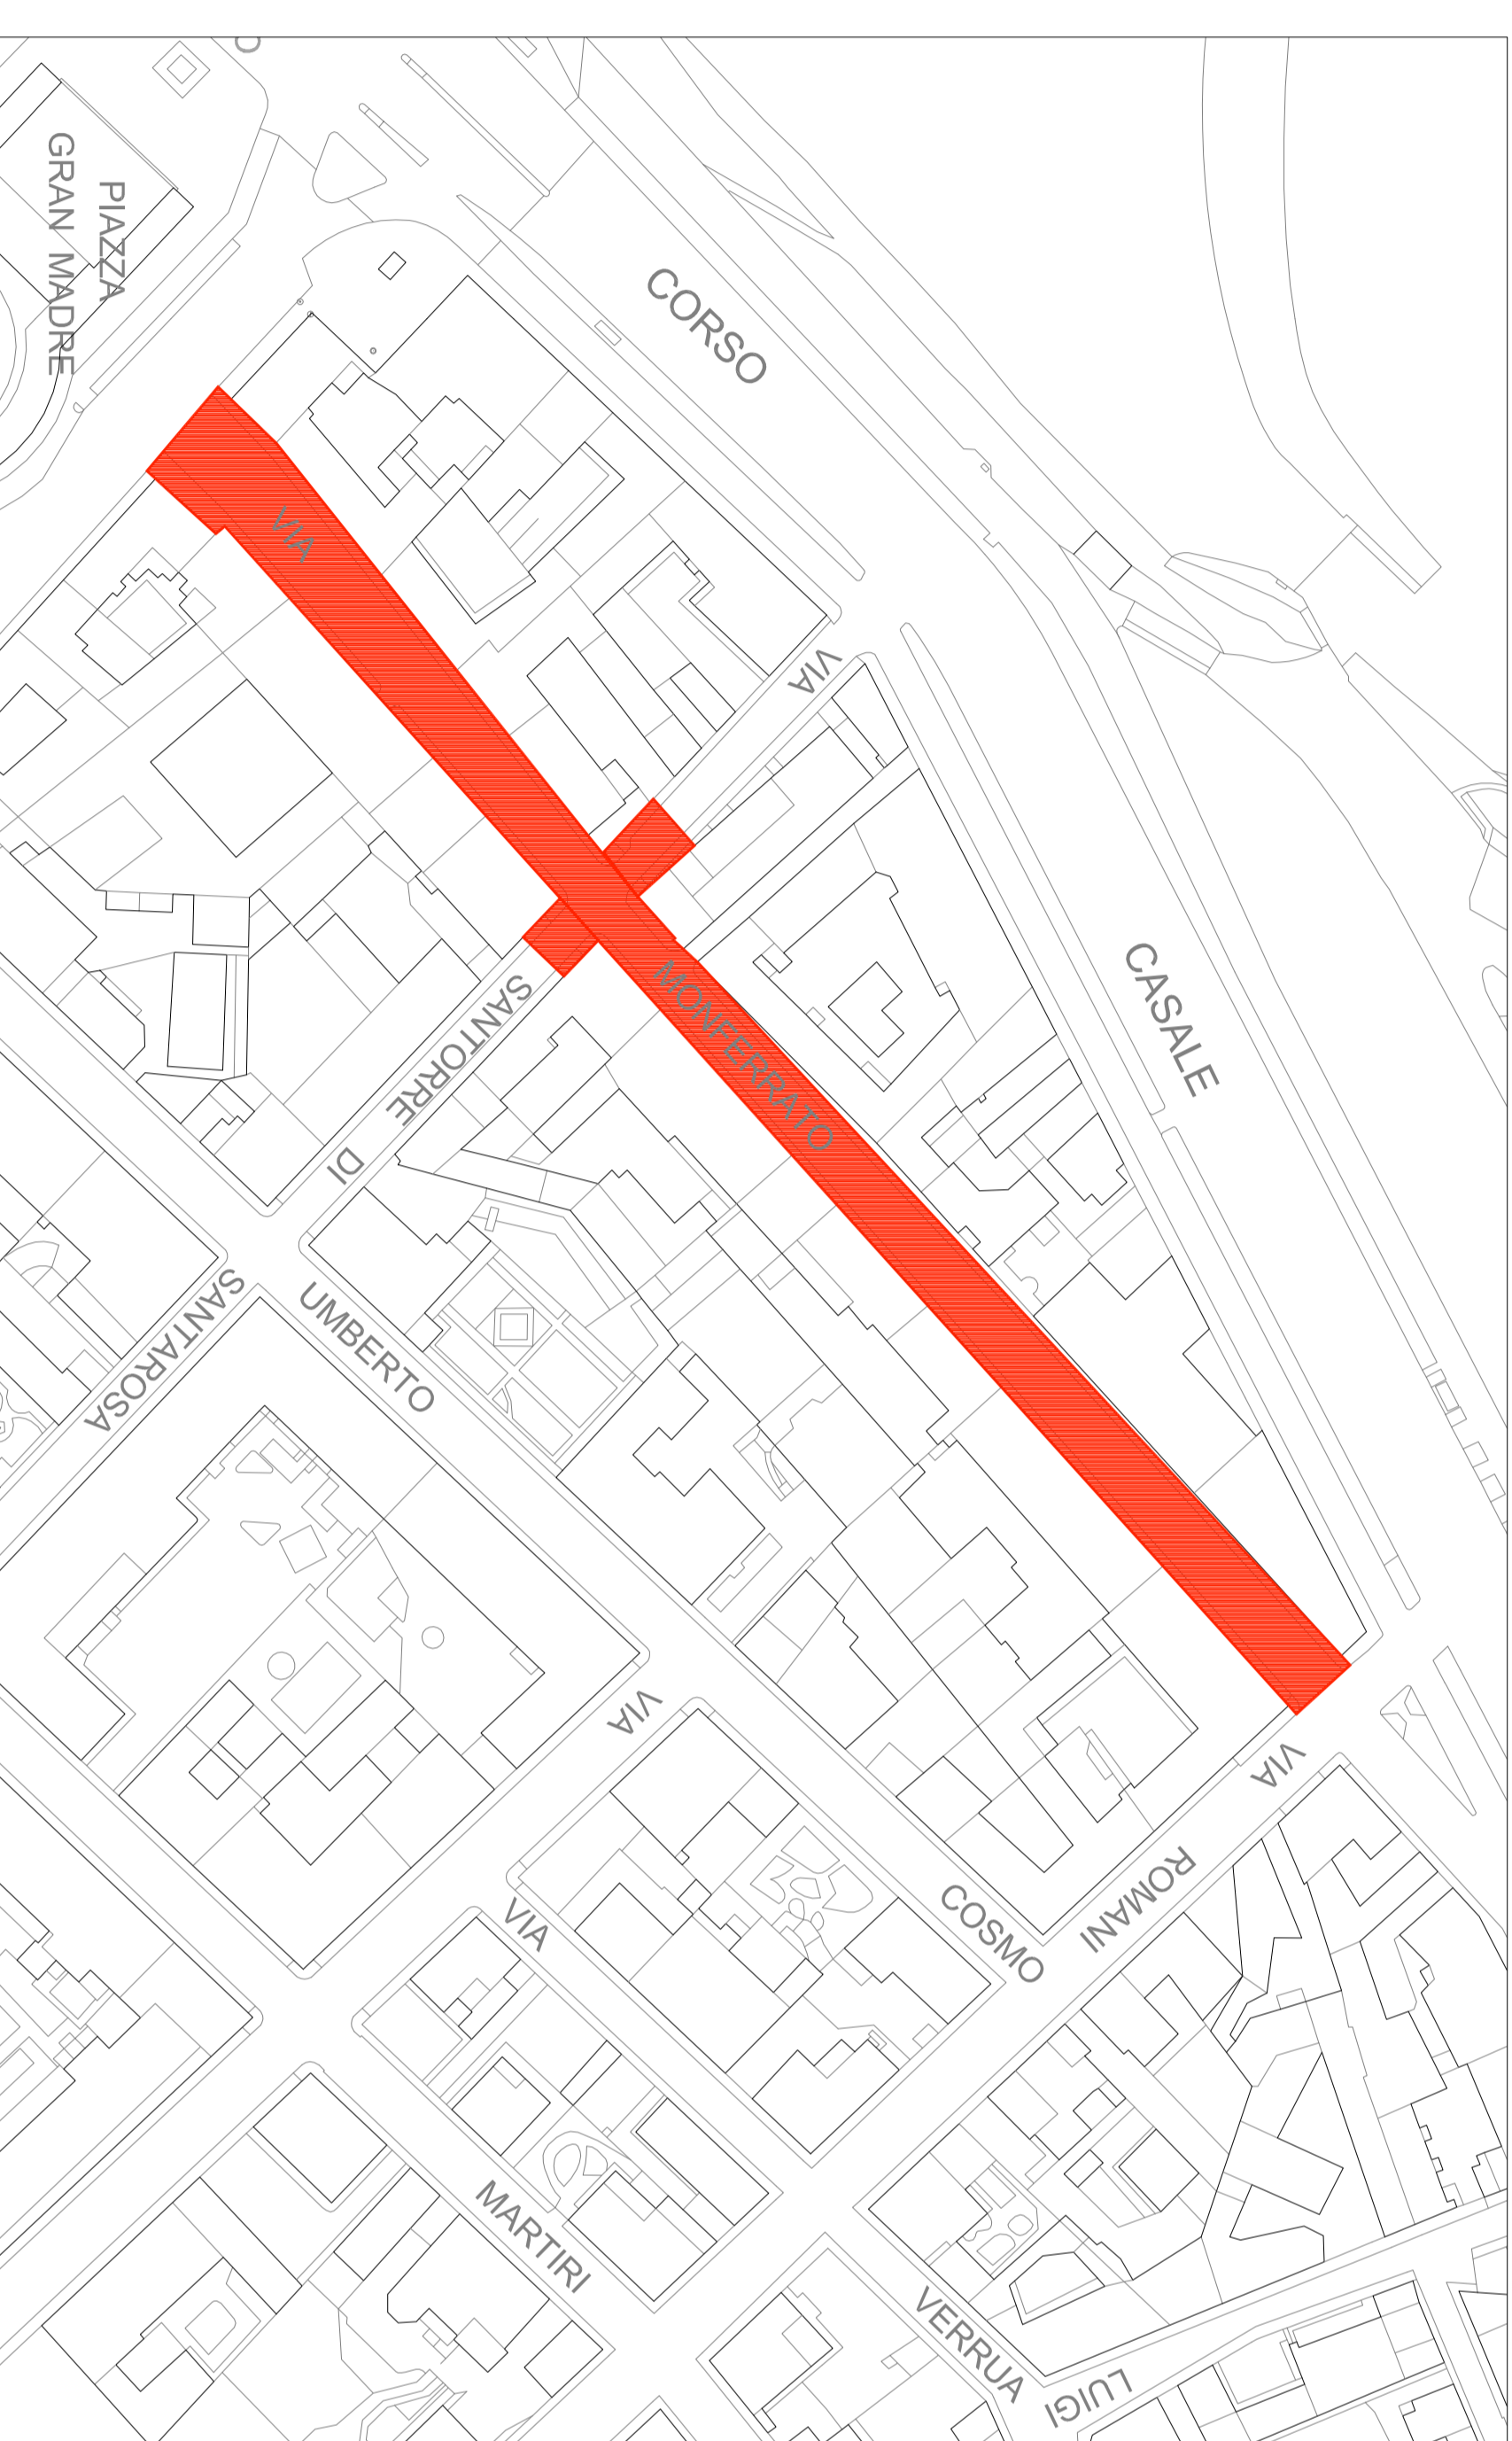 PIAZZA
GRAN MADRE
CORSO
CASALE
VIA
MONFERRATO
VIA
SANTORRE
DI
SANTAROSA
UMBERTO
COSMO
VIA
VIA
ROMANI
VIA
MARTIRI
VERRUA
LUIGI